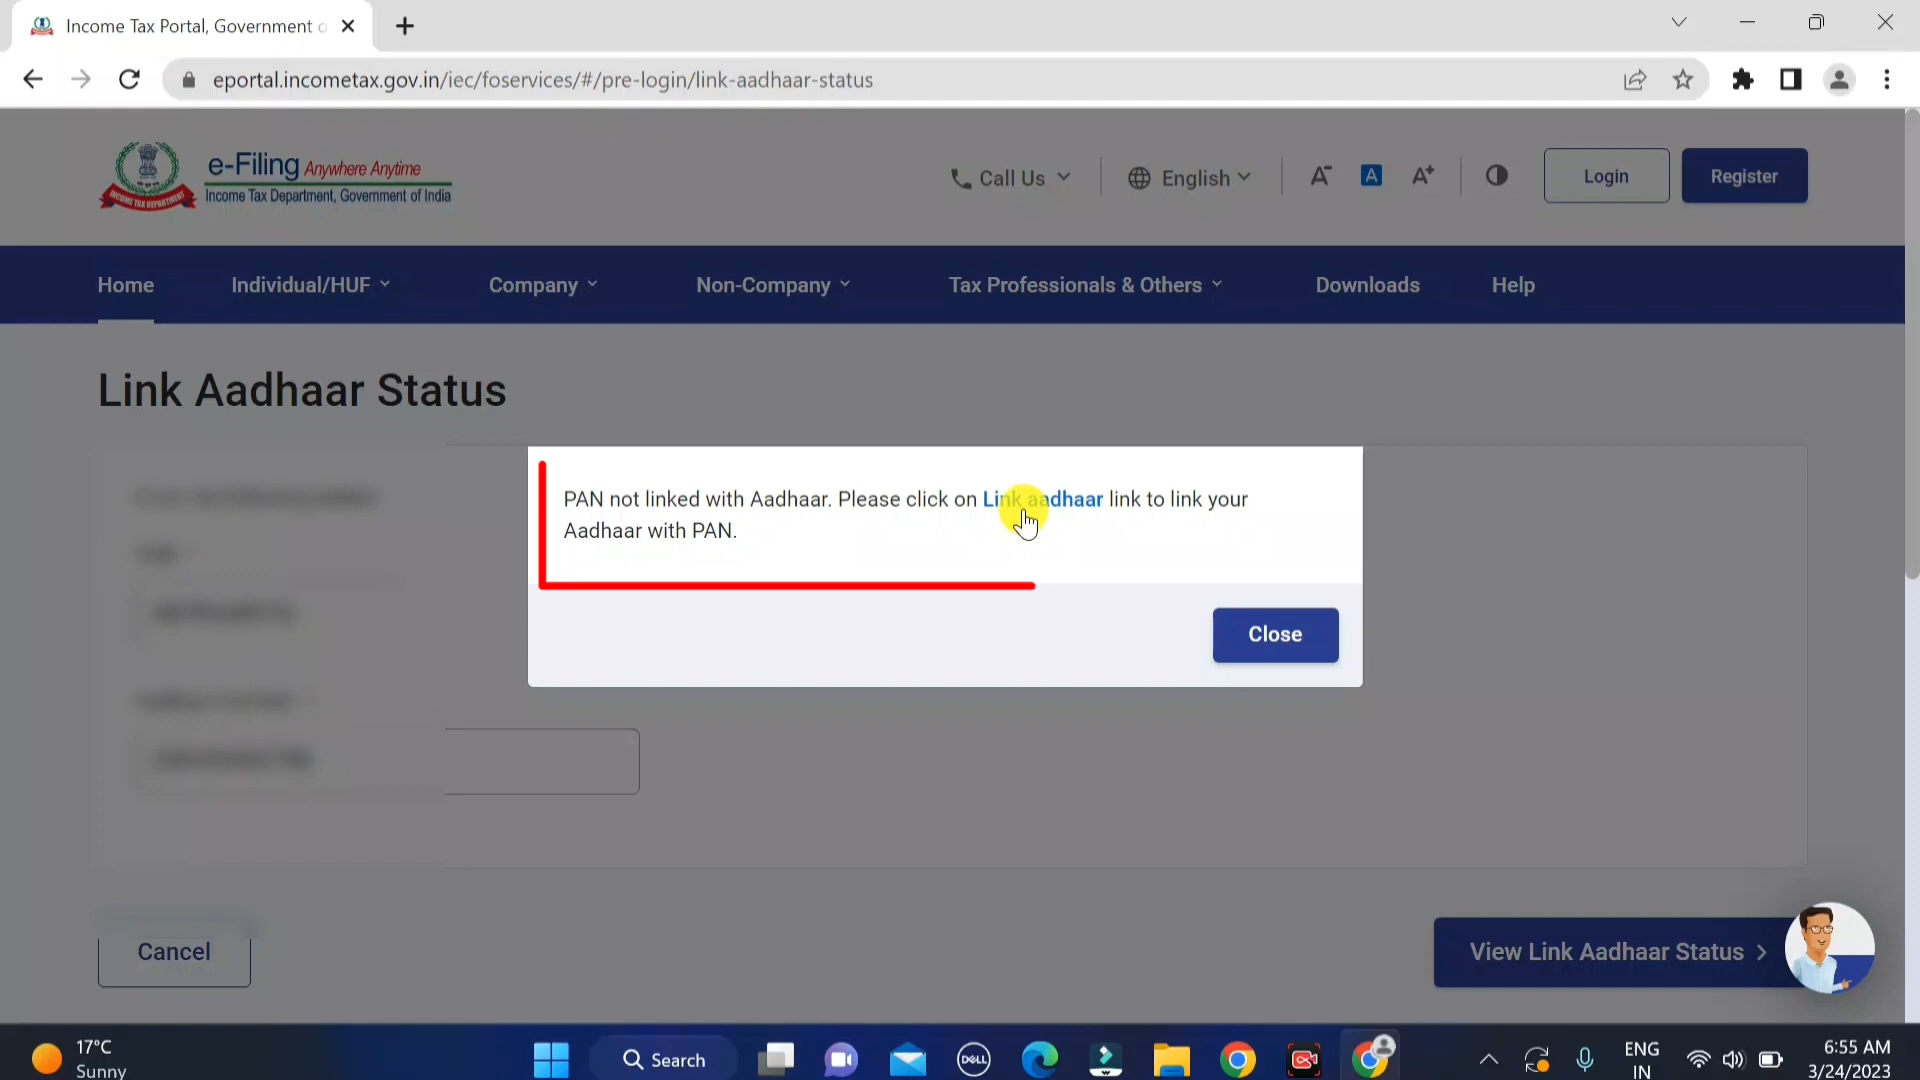 Income Tax Portal, Government o
eportal.incometax.gov.in/iec/foservices/#/pre-login/link-aadhaar-status
e-Filing Anywhere Anytime
Income Tax Department, Government of India
INCOME TAX DEPARTMENT
Call Us
English
A-
A
A+
Login
Register
Home
Individual/HUF
Company
Non-Company
Tax Professionals & Others
Downloads
Help
Link Aadhaar Status
PAN not linked with Aadhaar. Please click on Link aadhaar link to link your
Aadhaar with PAN.
Close
Cancel
View Link Aadhaar Status >
17°C
Sunny
Search
DELL
ENG
IN
6:55 AM
3/24/2023